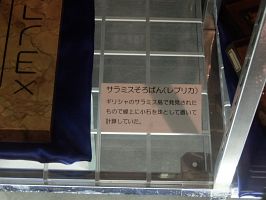 サラミスそろばん(レプリカ)
ギリシャのサラミス島で発見された
もので線上に小石を珠として置いて
計算していた。